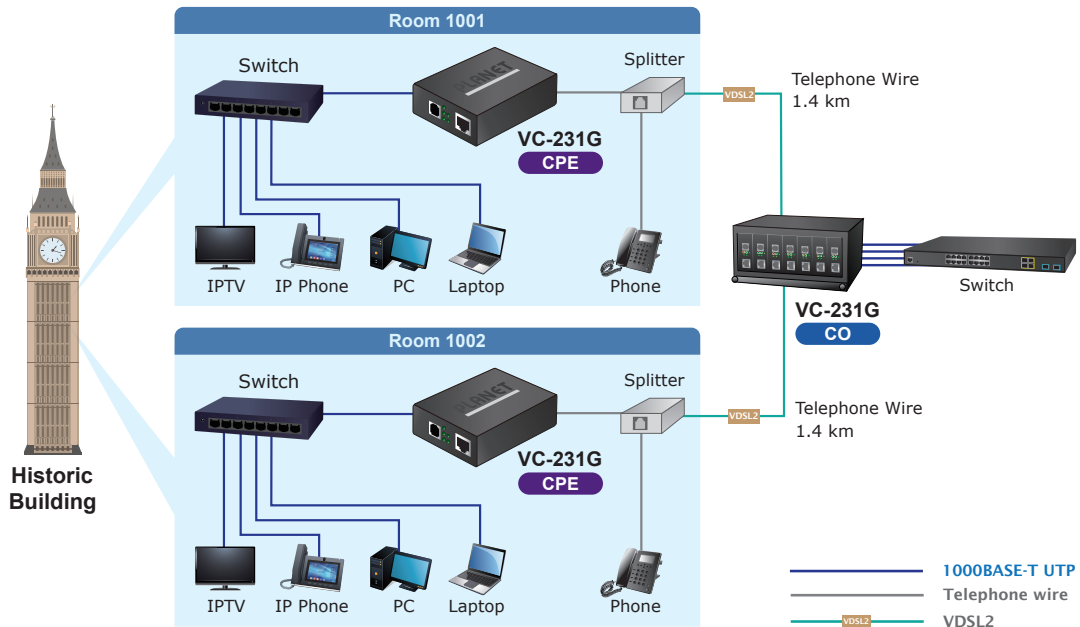 Room 1001
Switch
PLANET
Splitter
VDSL2
Telephone Wire
1.4 km
VC-231G
CPE
IPTV
IP Phone
PC
Laptop
Phone
VC-231G
CO
Switch
Room 1002
Switch
PLANET
Splitter
VDSL2
Telephone Wire
1.4 km
VC-231G
CPE
IPTV
IP Phone
PC
Laptop
Phone
Historic
Building
1000BASE-T UTP
Telephone wire
VDSL2
VDSL2